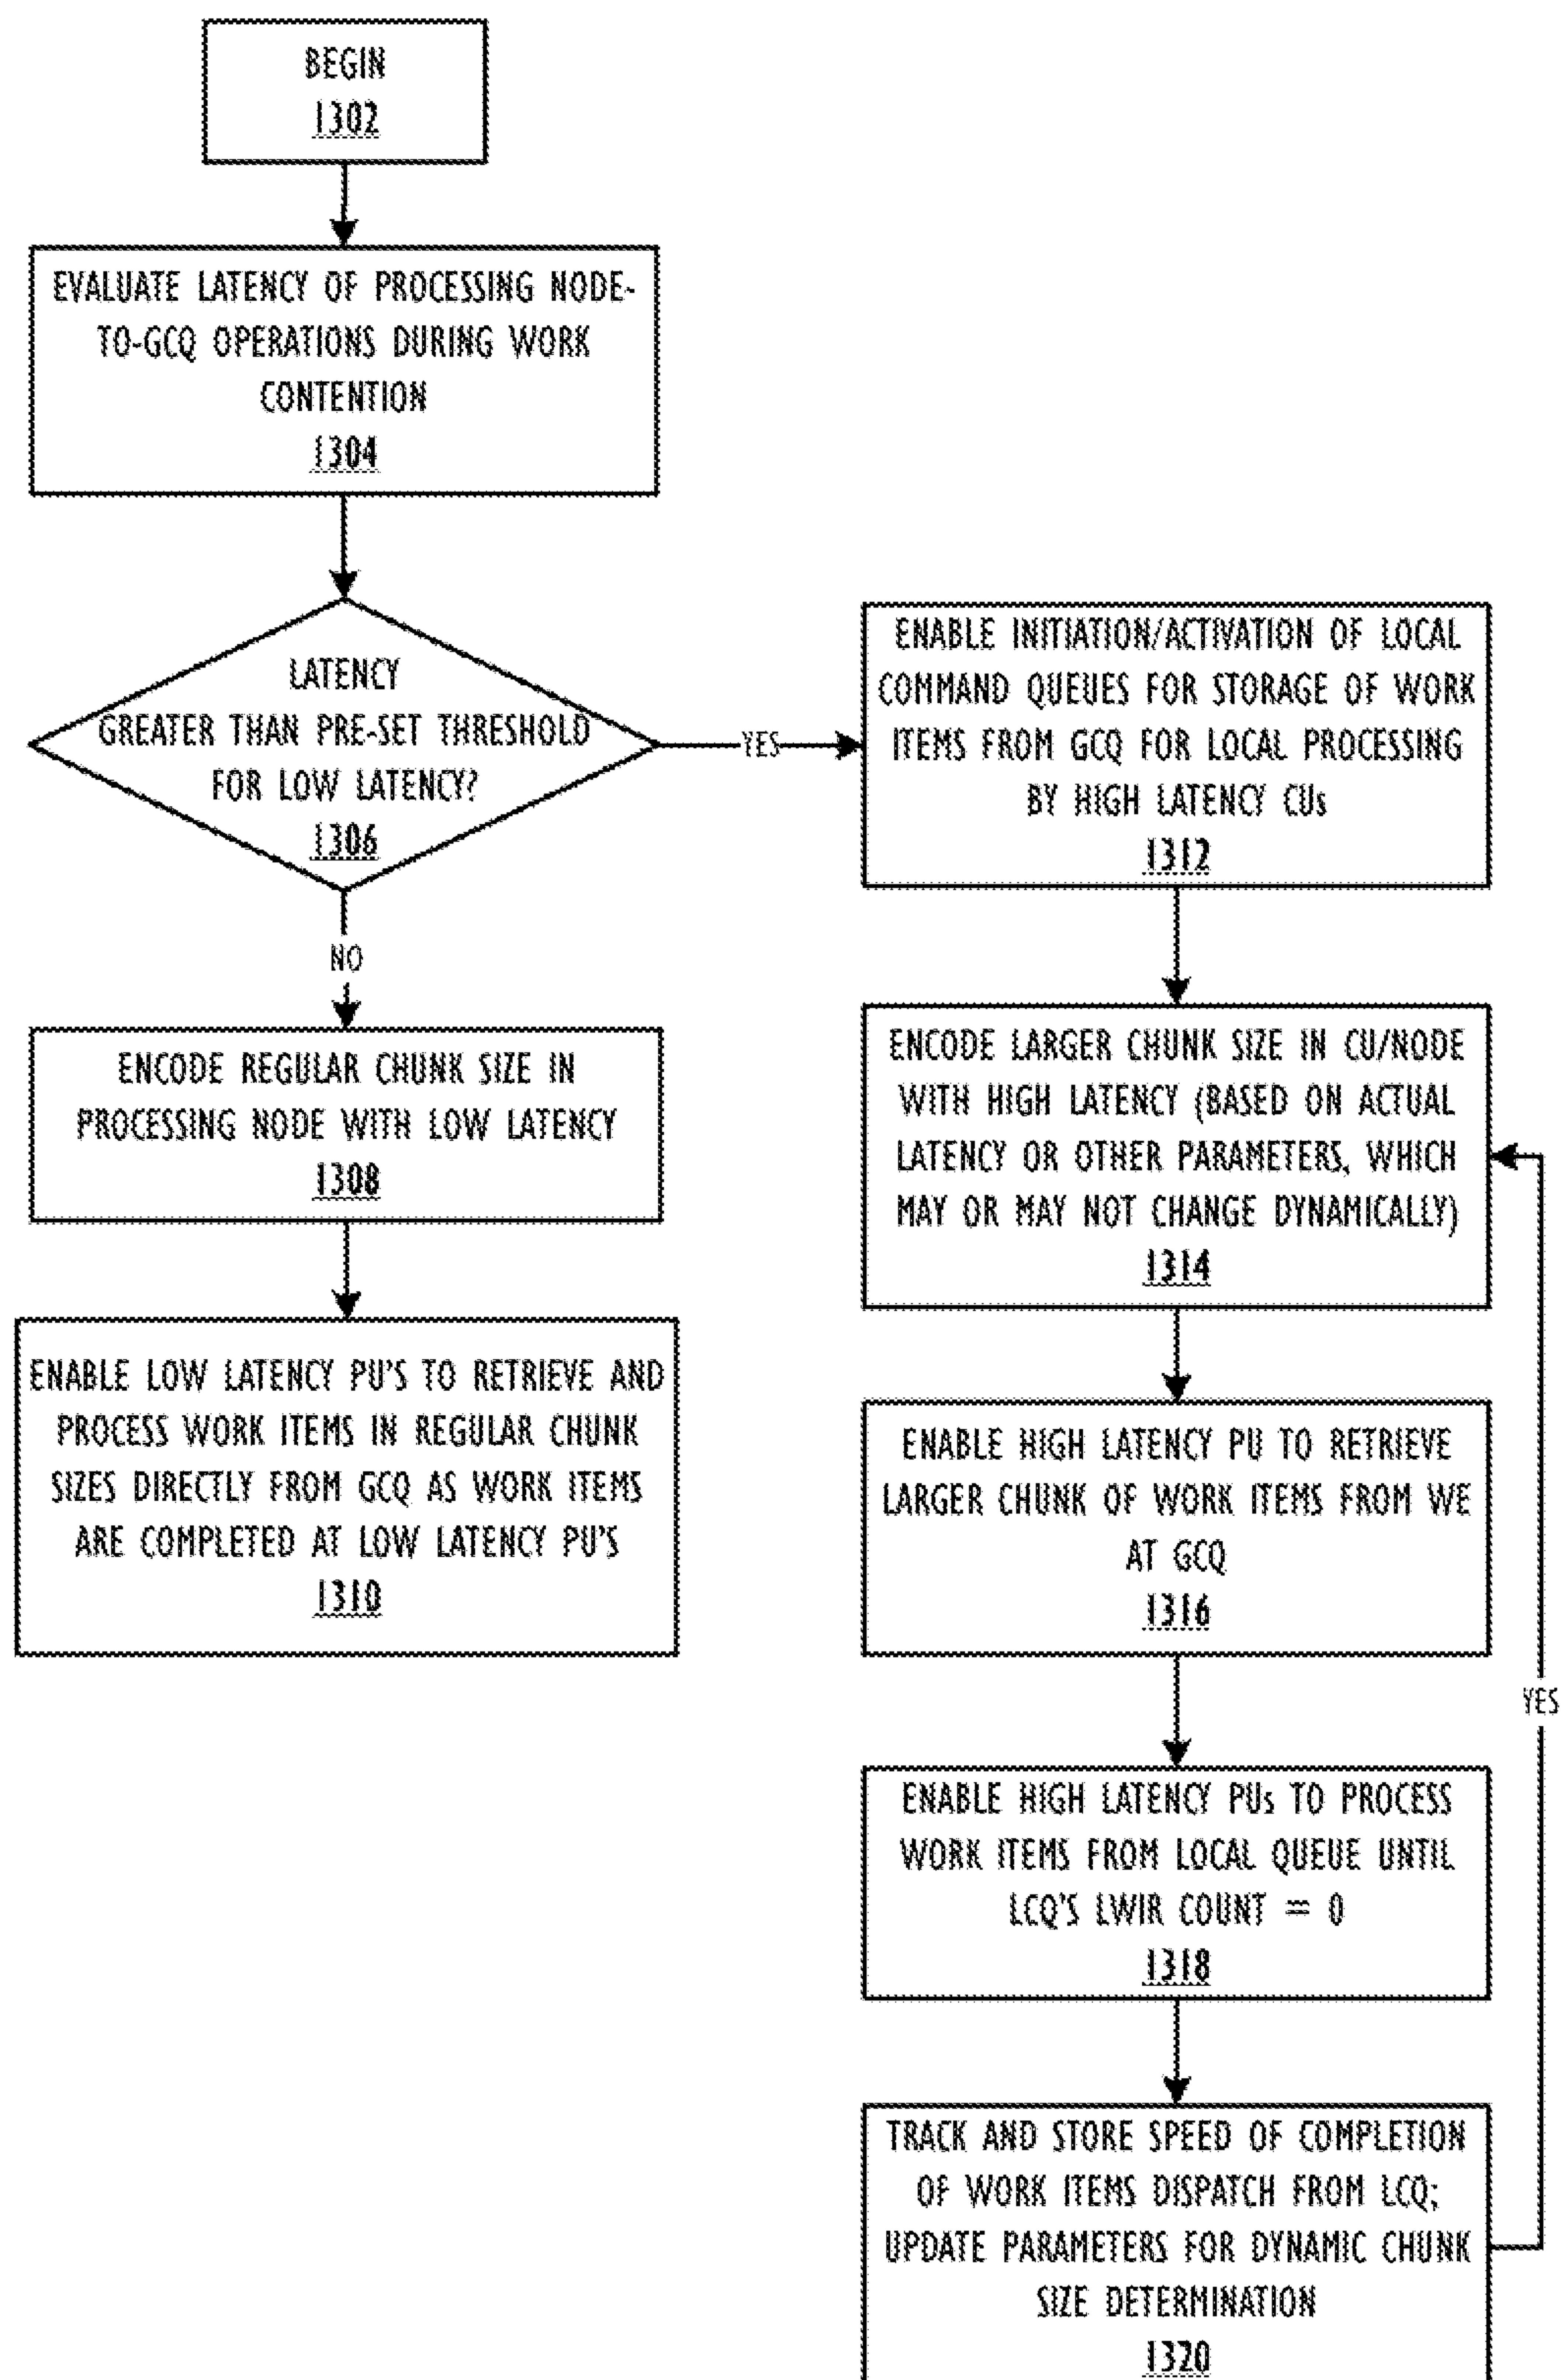 BEGIN
1302
EVALUATE LATENCY OF PROCESSING NODE-
TO-GCQ OPERATIONS DURING WORK
CONTENTION
1304
LATENCY
GREATER THAN PRE-SET THRESHOLD
FOR LOW LATENCY?
1306
YES
NO
ENCODE REGULAR CHUNK SIZE IN
PROCESSING NODE WITH LOW LATENCY
1308
ENABLE LOW LATENCY PU'S TO RETRIEVE AND
PROCESS WORK ITEMS IN REGULAR CHUNK
SIZES DIRECTLY FROM GCQ AS WORK ITEMS
ARE COMPLETED AT LOW LATENCY PU'S
1310
ENABLE INITIATION/ACTIVATION OF LOCAL
COMMAND QUEUES FOR STORAGE OF WORK
ITEMS FROM GCQ FOR LOCAL PROCESSING
BY HIGH LATENCY CUs
1312
ENCODE LARGER CHUNK SIZE IN CU/NODE
WITH HIGH LATENCY (BASED ON ACTUAL
LATENCY OR OTHER PARAMETERS, WHICH
MAY OR MAY NOT CHANGE DYNAMICALLY)
1314
ENABLE HIGH LATENCY PU TO RETRIEVE
LARGER CHUNK OF WORK ITEMS FROM WE
AT GCQ
1316
ENABLE HIGH LATENCY PUs TO PROCESS
WORK ITEMS FROM LOCAL QUEUE UNTIL
LCQ'S LWIR COUNT = 0
1318
TRACK AND STORE SPEED OF COMPLETION
OF WORK ITEMS DISPATCH FROM LCQ;
UPDATE PARAMETERS FOR DYNAMIC CHUNK
SIZE DETERMINATION
1320
YES